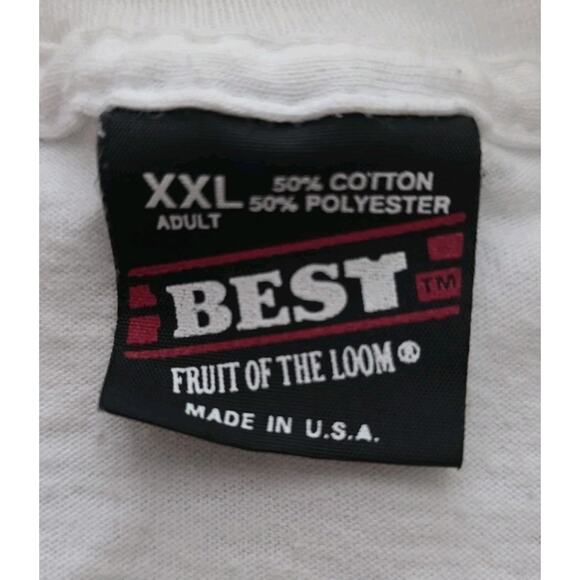 XXL 50% COTTON
ADULT 50% POLYESTER
BEST TM
FRUIT OF THE LOOM®
MADE IN U.S.A.